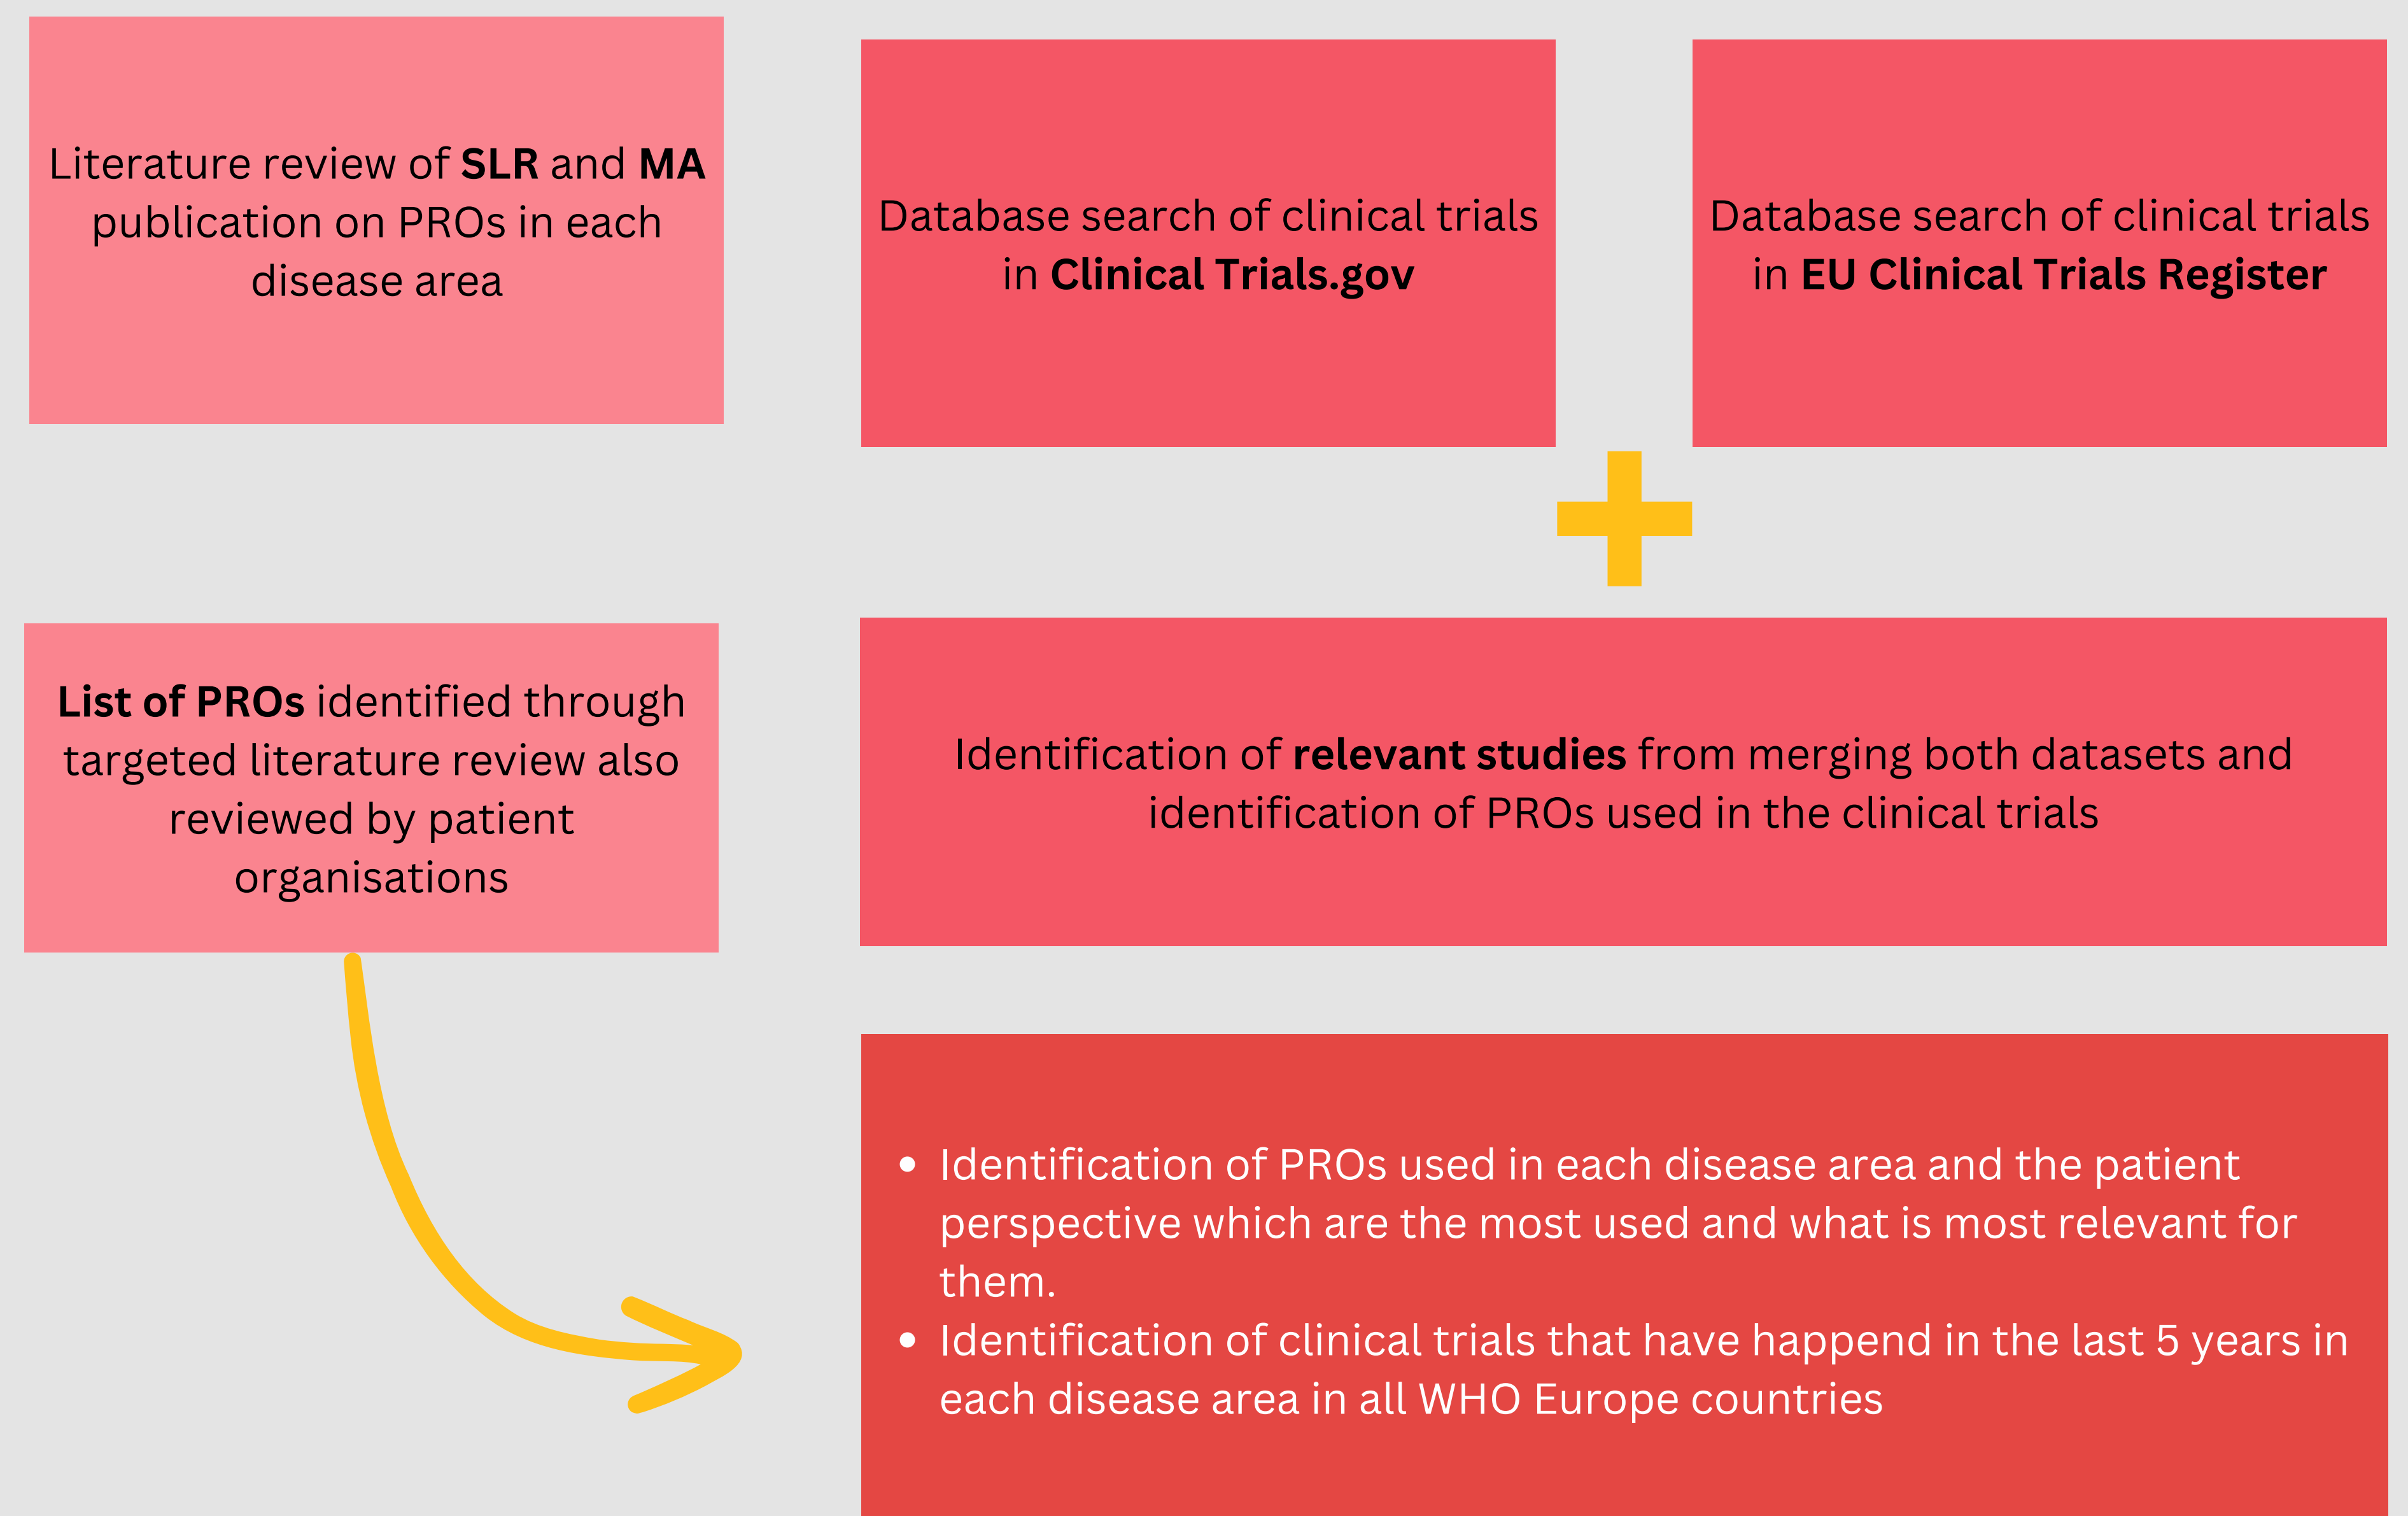 Literature review of SLR and MA
publication on PROs in each
disease area
Database search of clinical trials
in Clinical Trials.gov
Database search of clinical trials
in EU Clinical Trials Register
List of PROs identified through
targeted literature review also
reviewed by patient
organisations
Identification of relevant studies from merging both datasets and
identification of PROs used in the clinical trials
• Identification of PROs used in each disease area and the patient
perspective which are the most used and what is most relevant for
them.
• Identification of clinical trials that have happend in the last 5 years in
each disease area in all WHO Europe countries